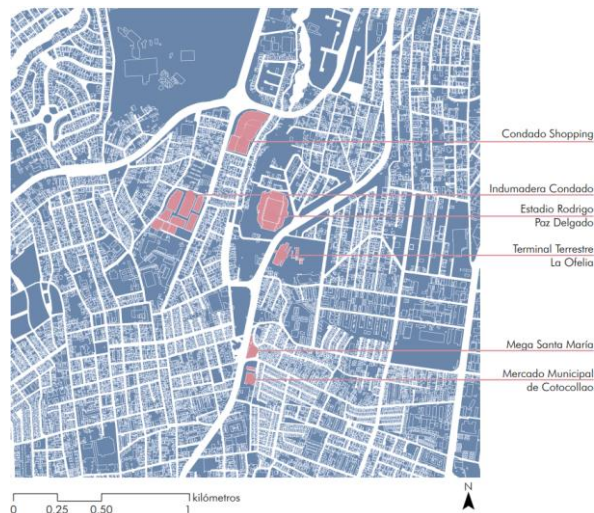 Condado Shopping
Indumadera Condado
Estadio Rodrigo
Paz Delgado
Terminal Terrestre
La Ofelia
Mega Santa María
Mercado Municipal
de Cotocollao
N
kilómetros
0 0.25 0.50 1